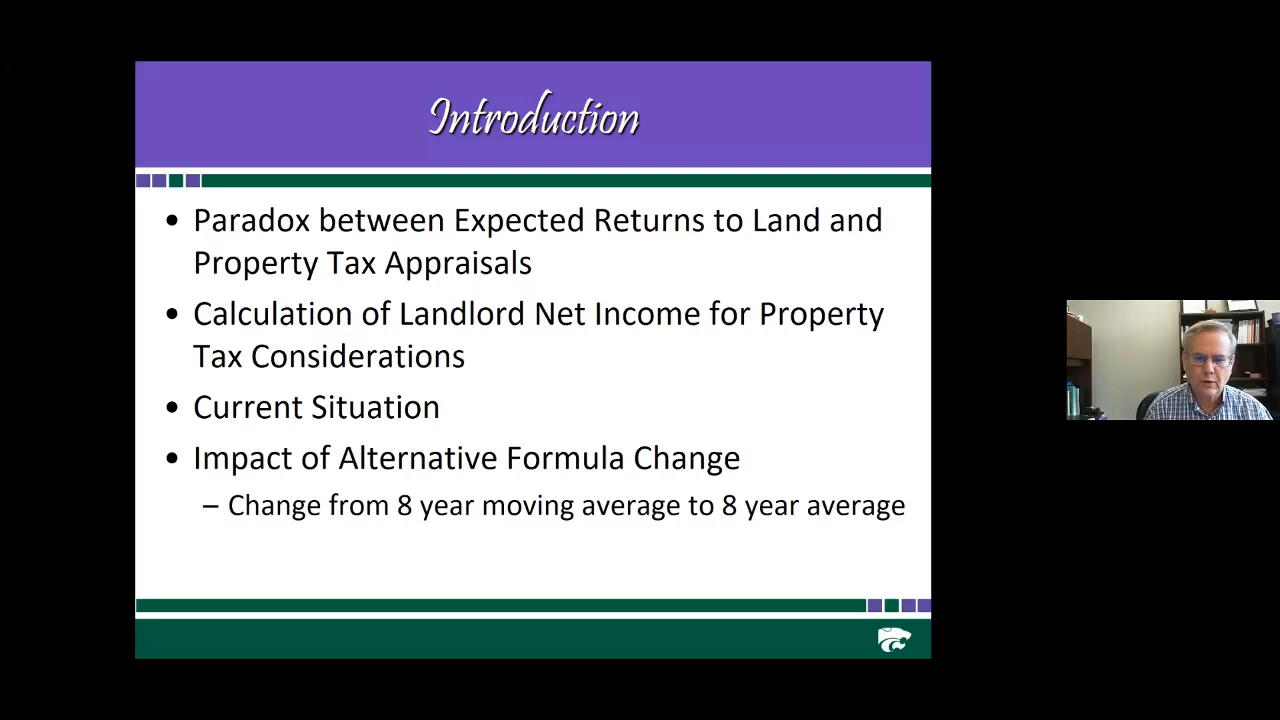 Introduction
• Paradox between Expected Returns to Land and
Property Tax Appraisals
• Calculation of Landlord Net Income for Property
Tax Considerations
• Current Situation
• Impact of Alternative Formula Change
– Change from 8 year moving average to 8 year average